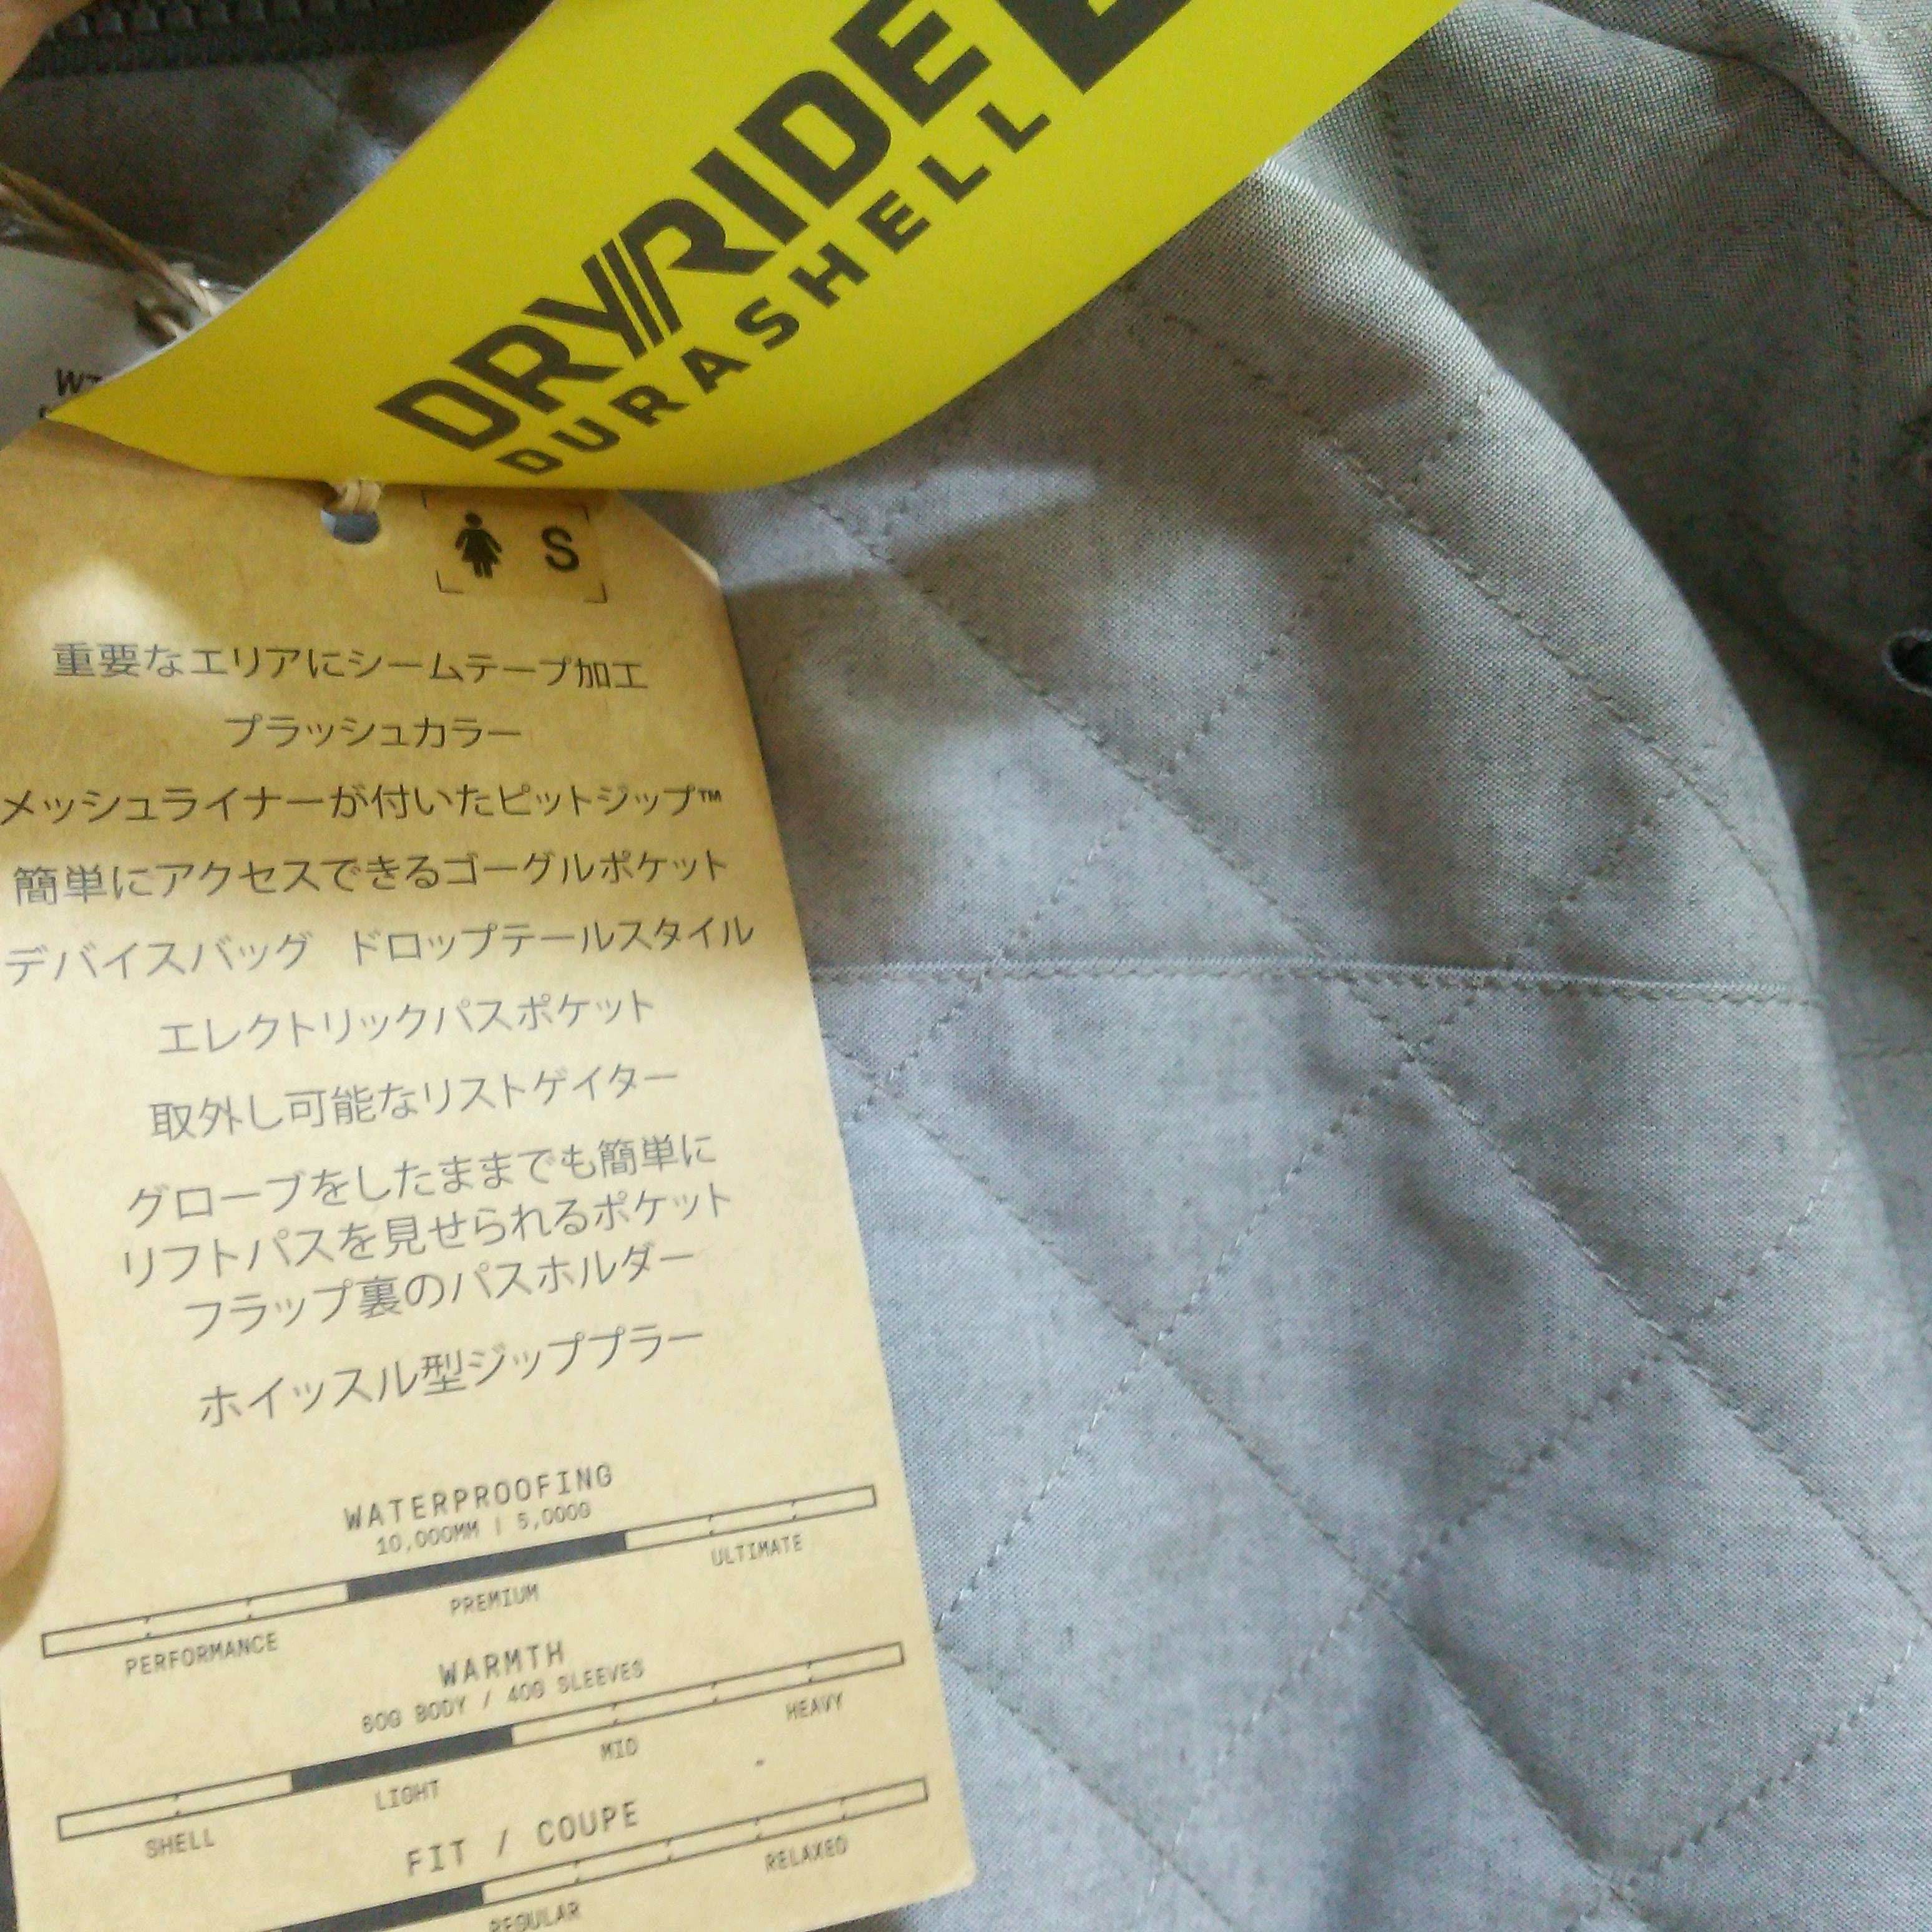 DRYRIDE
DURASHELL
S
重要なエリアにシームテープ加工
プラッシュカラー
メッシュライナーが付いたピットジップ™
簡単にアクセスできるゴーグルポケット
デバイスバッグ ドロップテールスタイル
エレクトリックパスポケット
取外し可能なリストゲイター
グローブをしたままでも簡単に
リフトパスを見せられるポケット
フラップ裏のパスホルダー
ホイッスル型ジッププラー
WATERPROOFING
10,000MM | 5,000G
PERFORMANCE PREMIUM ULTIMATE
WARMTH
60G BODY / 40G SLEEVES
SHELL LIGHT MID HEAVY
FIT / COUPE
REGULAR RELAXED